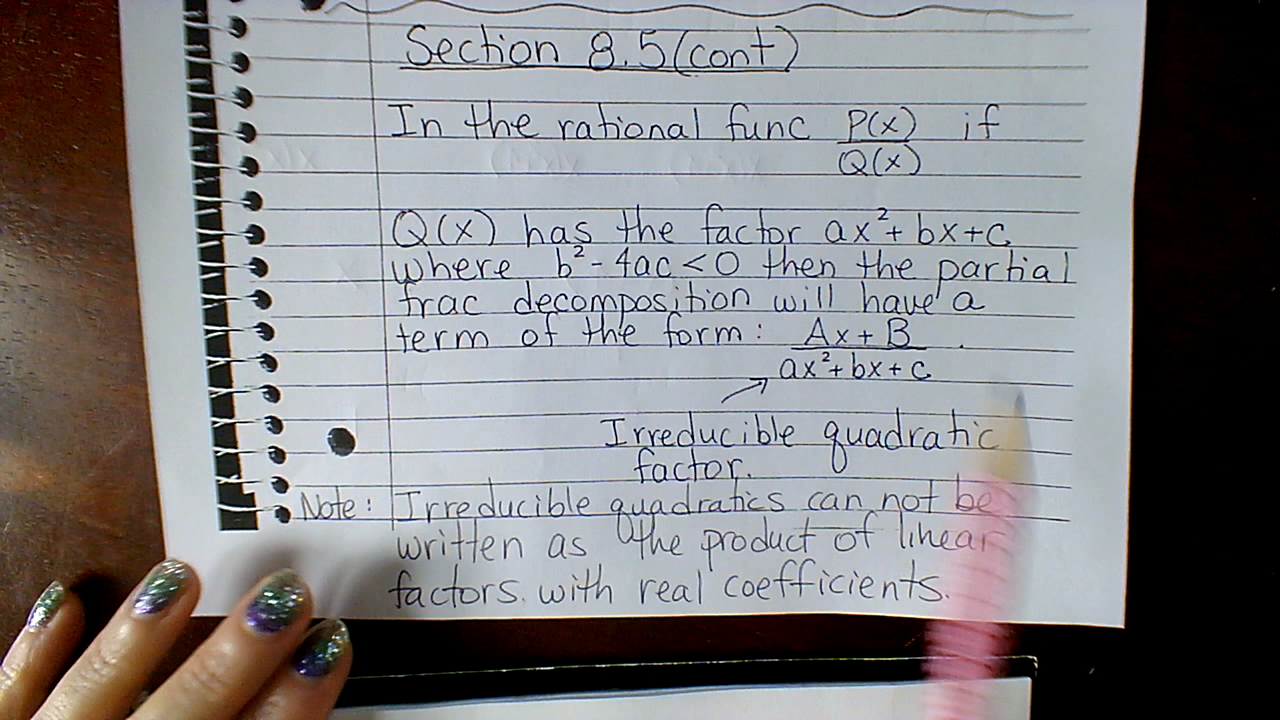 Section 8.5 (cont)
In the rational func P(x)/Q(x) if
Q(x) has the factor ax²+bx+c
where b²-4ac<0 then the partial
frac decomposition will have a
term of the form: Ax+B/ax²+bx+c.
Irreducible quadratic
factor.
Note: Irreducible quadratics can not be
written as the product of linear
factors with real coefficients.